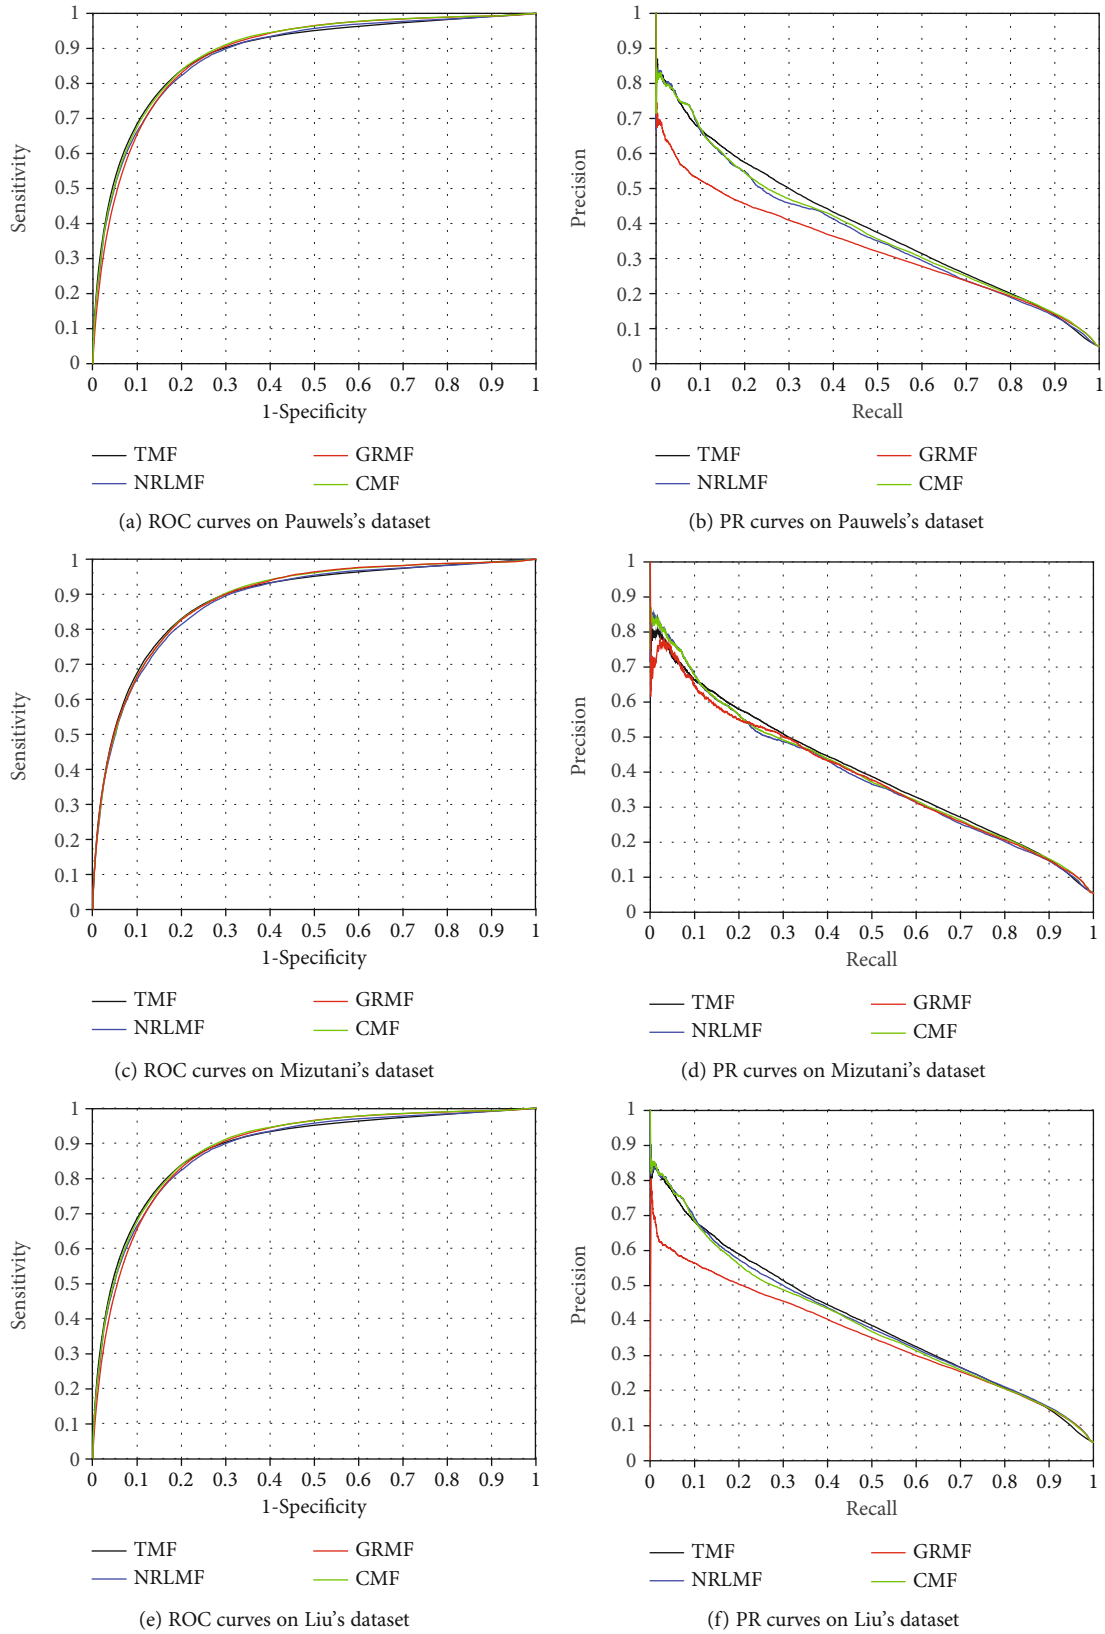 1
0.9
0.8
0.7
0.6
0.5
0.4
0.3
0.2
0.1
0
Sensitivity
0 0.1 0.2 0.3 0.4 0.5 0.6 0.7 0.8 0.9 1
1-Specificity
TMF GRMF
NRLMF CMF
(a) ROC curves on Pauwels's dataset
1
0.9
0.8
0.7
0.6
0.5
0.4
0.3
0.2
0.1
0
Precision
0 0.1 0.2 0.3 0.4 0.5 0.6 0.7 0.8 0.9 1
Recall
TMF GRMF
NRLMF CMF
(b) PR curves on Pauwels's dataset
1
0.9
0.8
0.7
0.6
0.5
0.4
0.3
0.2
0.1
0
Sensitivity
0 0.1 0.2 0.3 0.4 0.5 0.6 0.7 0.8 0.9 1
1-Specificity
TMF GRMF
NRLMF CMF
(c) ROC curves on Mizutani's dataset
1
0.9
0.8
0.7
0.6
0.5
0.4
0.3
0.2
0.1
0
Precision
0 0.1 0.2 0.3 0.4 0.5 0.6 0.7 0.8 0.9 1
Recall
TMF GRMF
NRLMF CMF
(d) PR curves on Mizutani's dataset
1
0.9
0.8
0.7
0.6
0.5
0.4
0.3
0.2
0.1
0
Sensitivity
0 0.1 0.2 0.3 0.4 0.5 0.6 0.7 0.8 0.9 1
1-Specificity
TMF GRMF
NRLMF CMF
(e) ROC curves on Liu's dataset
1
0.9
0.8
0.7
0.6
0.5
0.4
0.3
0.2
0.1
0
Precision
0 0.1 0.2 0.3 0.4 0.5 0.6 0.7 0.8 0.9 1
Recall
TMF GRMF
NRLMF CMF
(f) PR curves on Liu's dataset